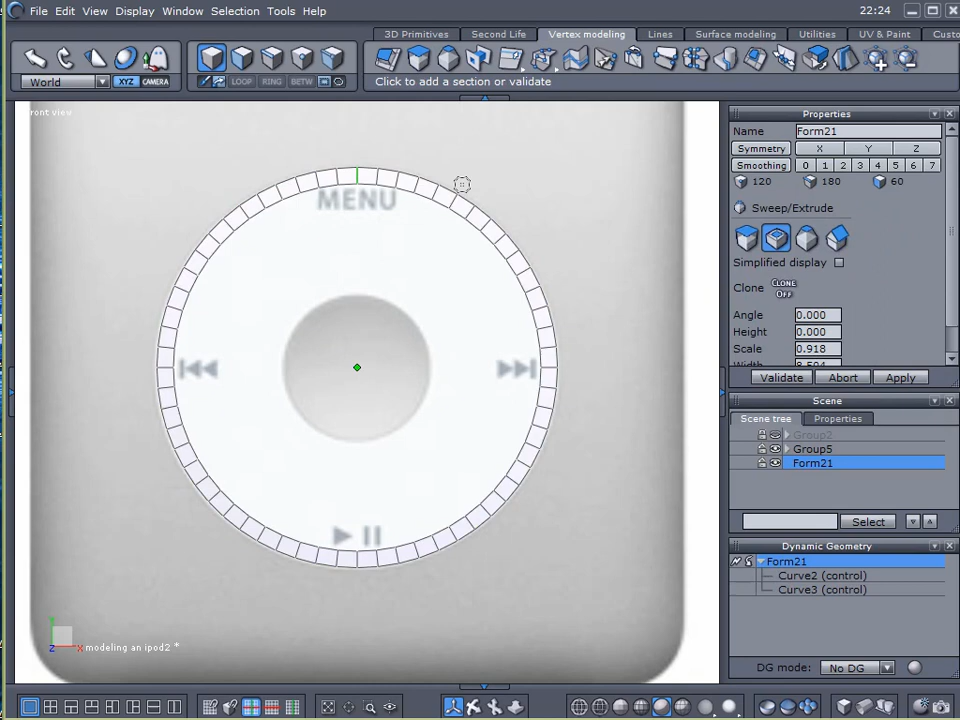 File Edit View Display Window Selection Tools Help 22:24
3D Primitives Second Life Vertex modeling Lines Surface modeling Utilities UV & Paint Custo
World XYZ CAMERA LOOP RING BETW Click to add a section or validate
ront view
MENU
modeling an ipod2 *
Y
Z X
Properties
Name Form21
Symmetry X Y Z
Smoothing 0 1 2 3 4 5 6 7
120 180 60
Sweep/Extrude
Simplified display
Clone CLONE OFF
Angle 0.000
Height 0.000
Scale 0.918
Validate Abort Apply
Scene
Scene tree Properties
Group2
Group5
Form21
Select
Dynamic Geometry
Form21
Curve2 (control)
Curve3 (control)
DG mode: No DG